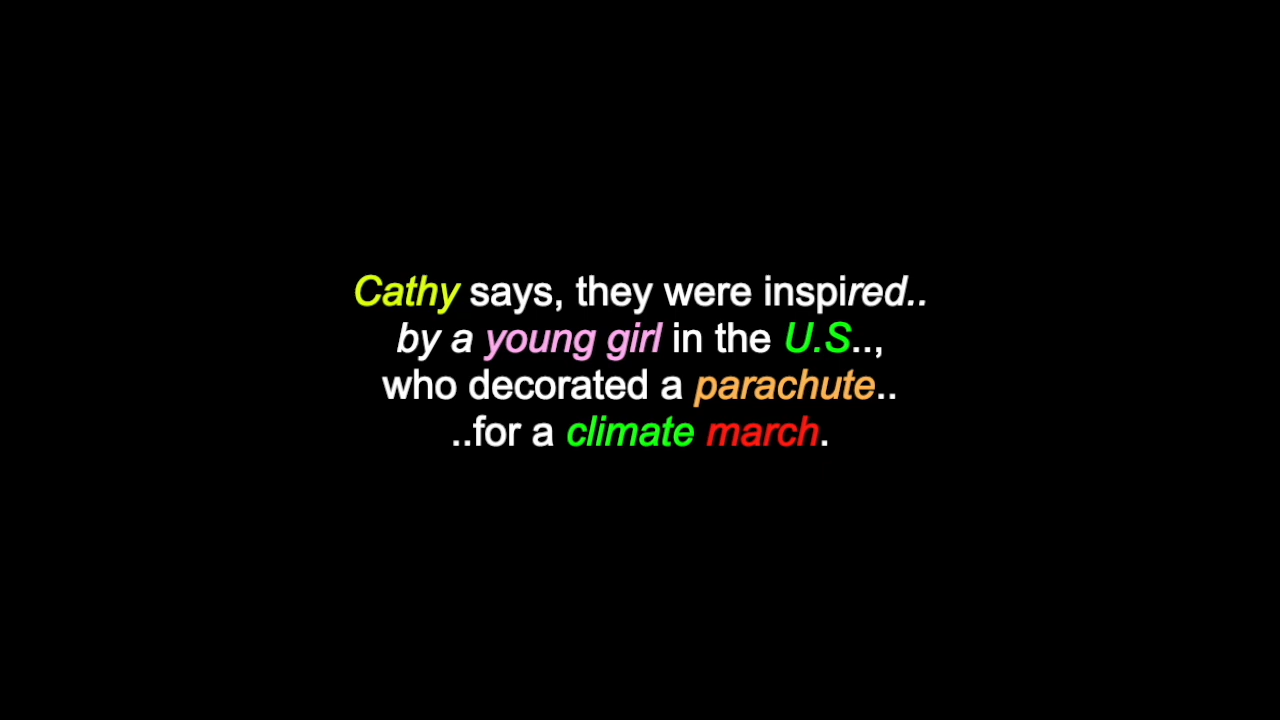 Cathy says, they were inspired..
by a young girl in the U.S..,
who decorated a parachute..
..for a climate march.